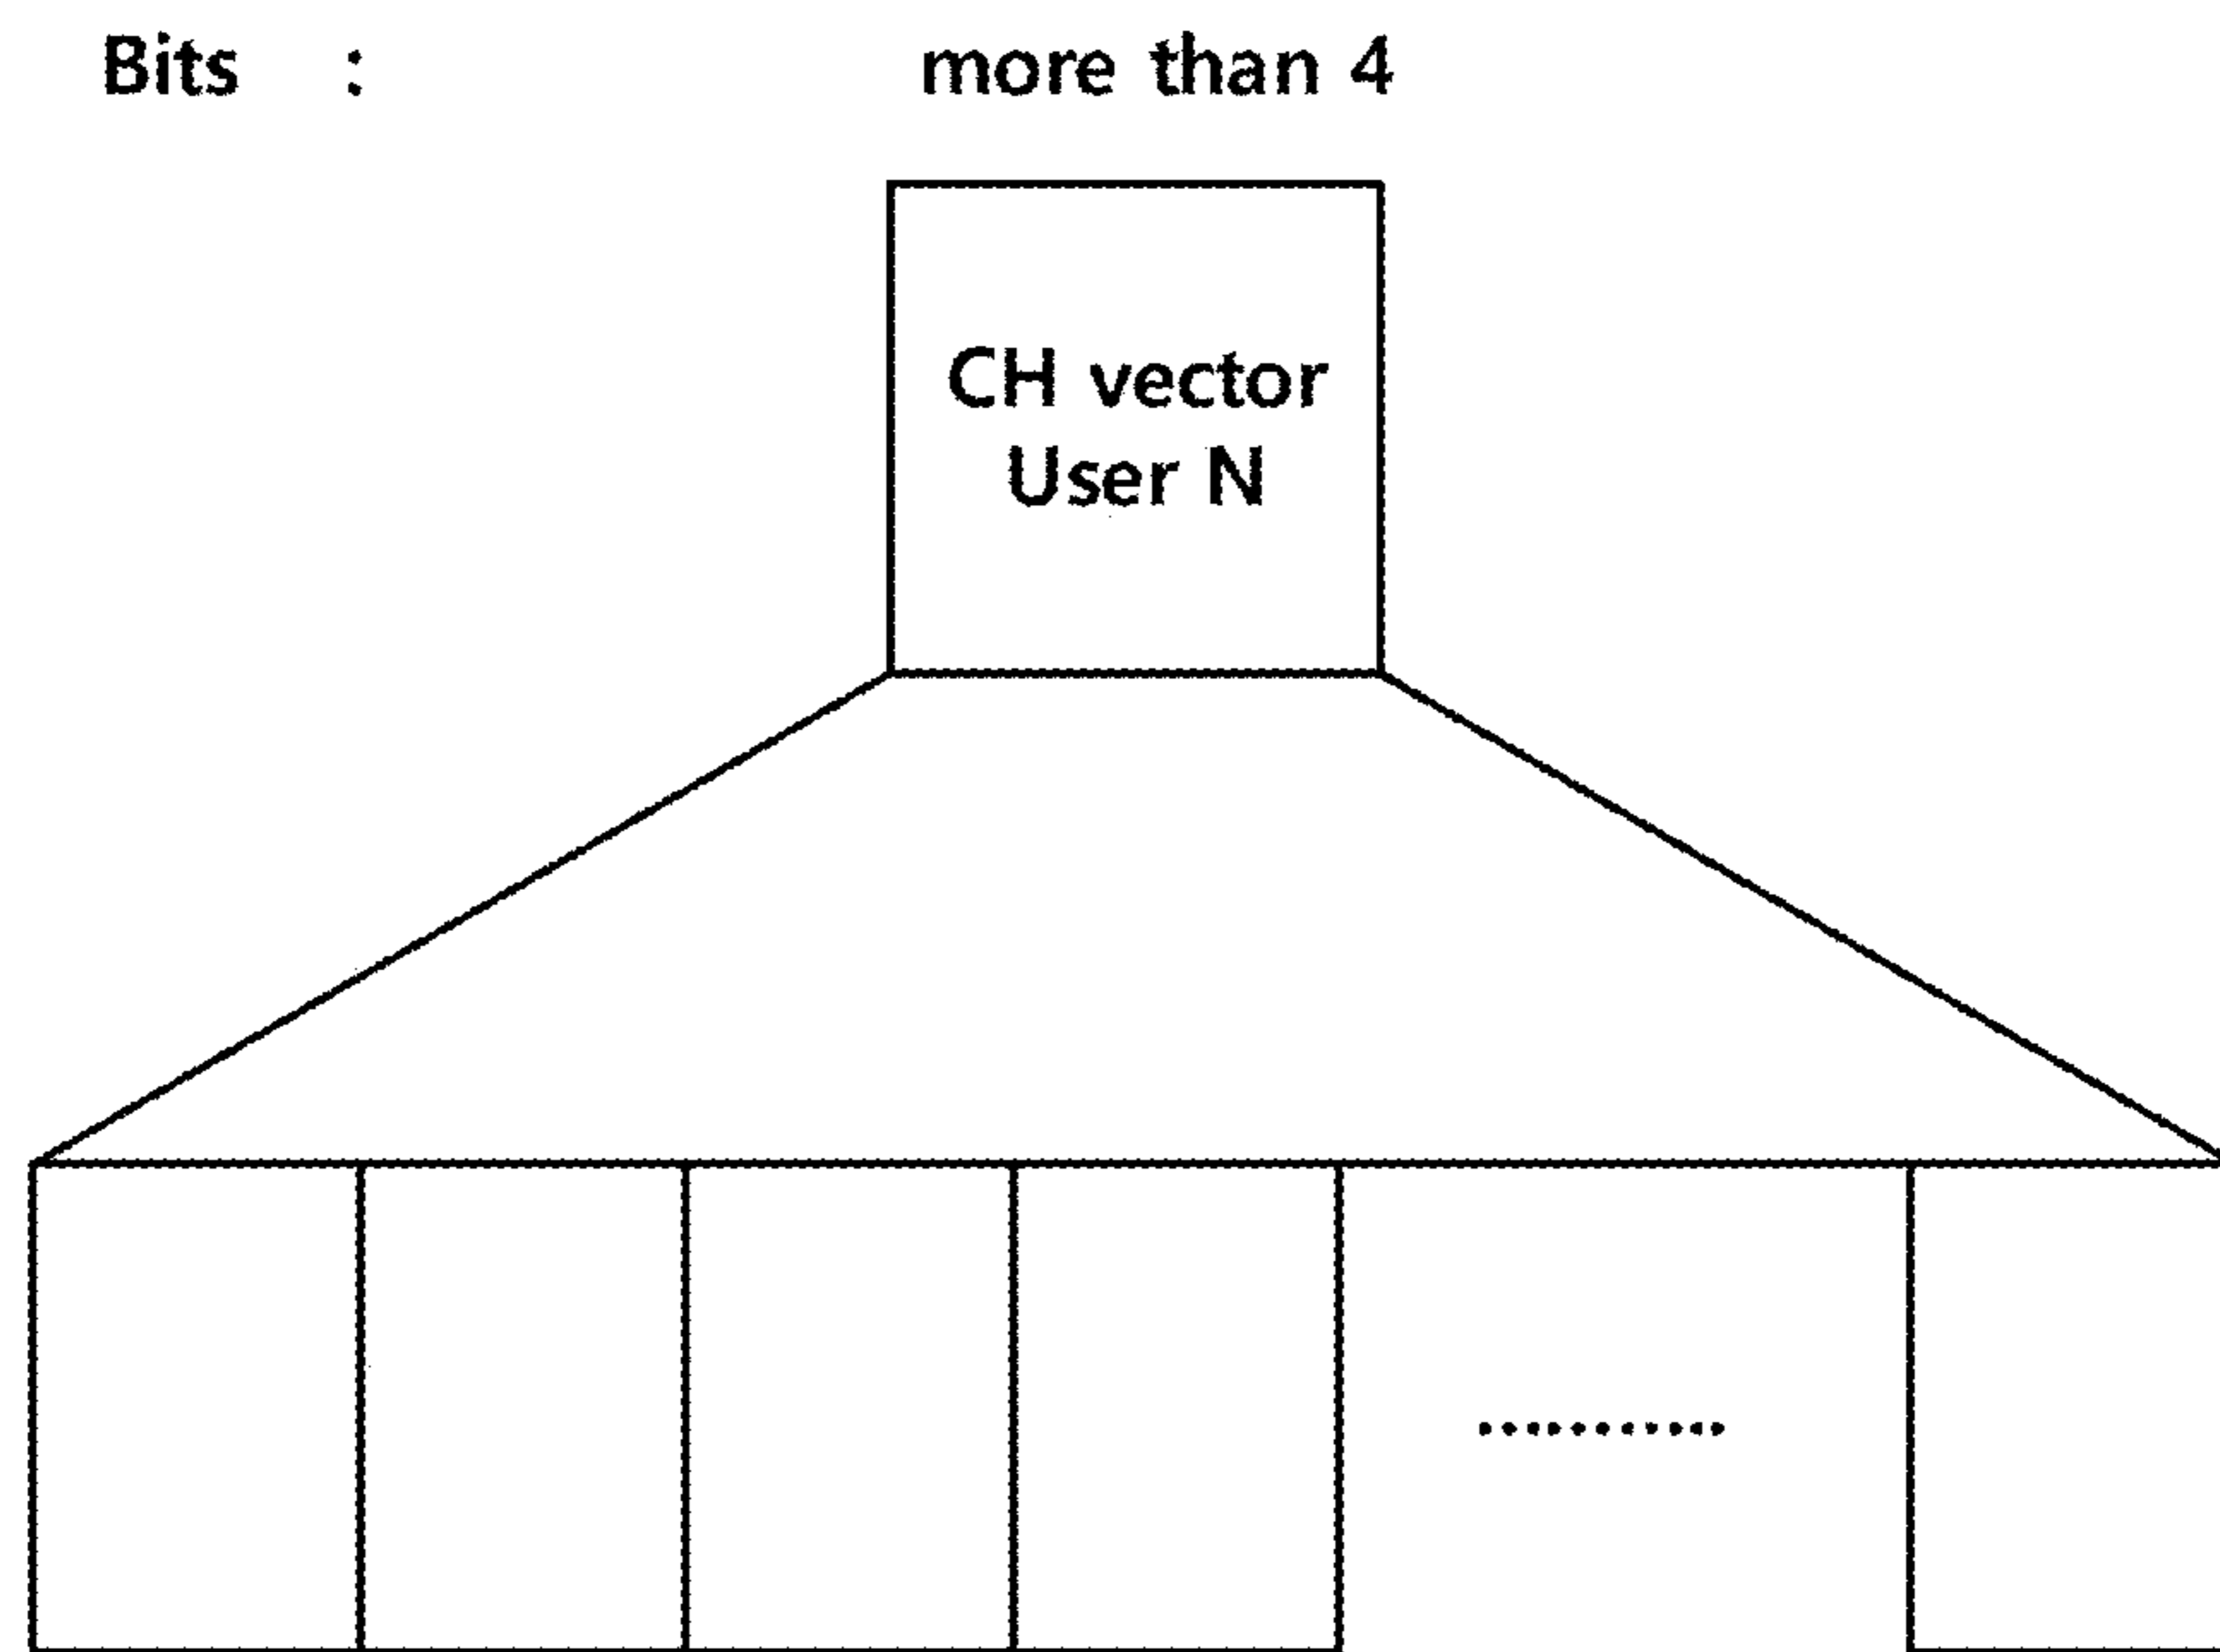 Bits : more than 4
CH vector
User N
..........